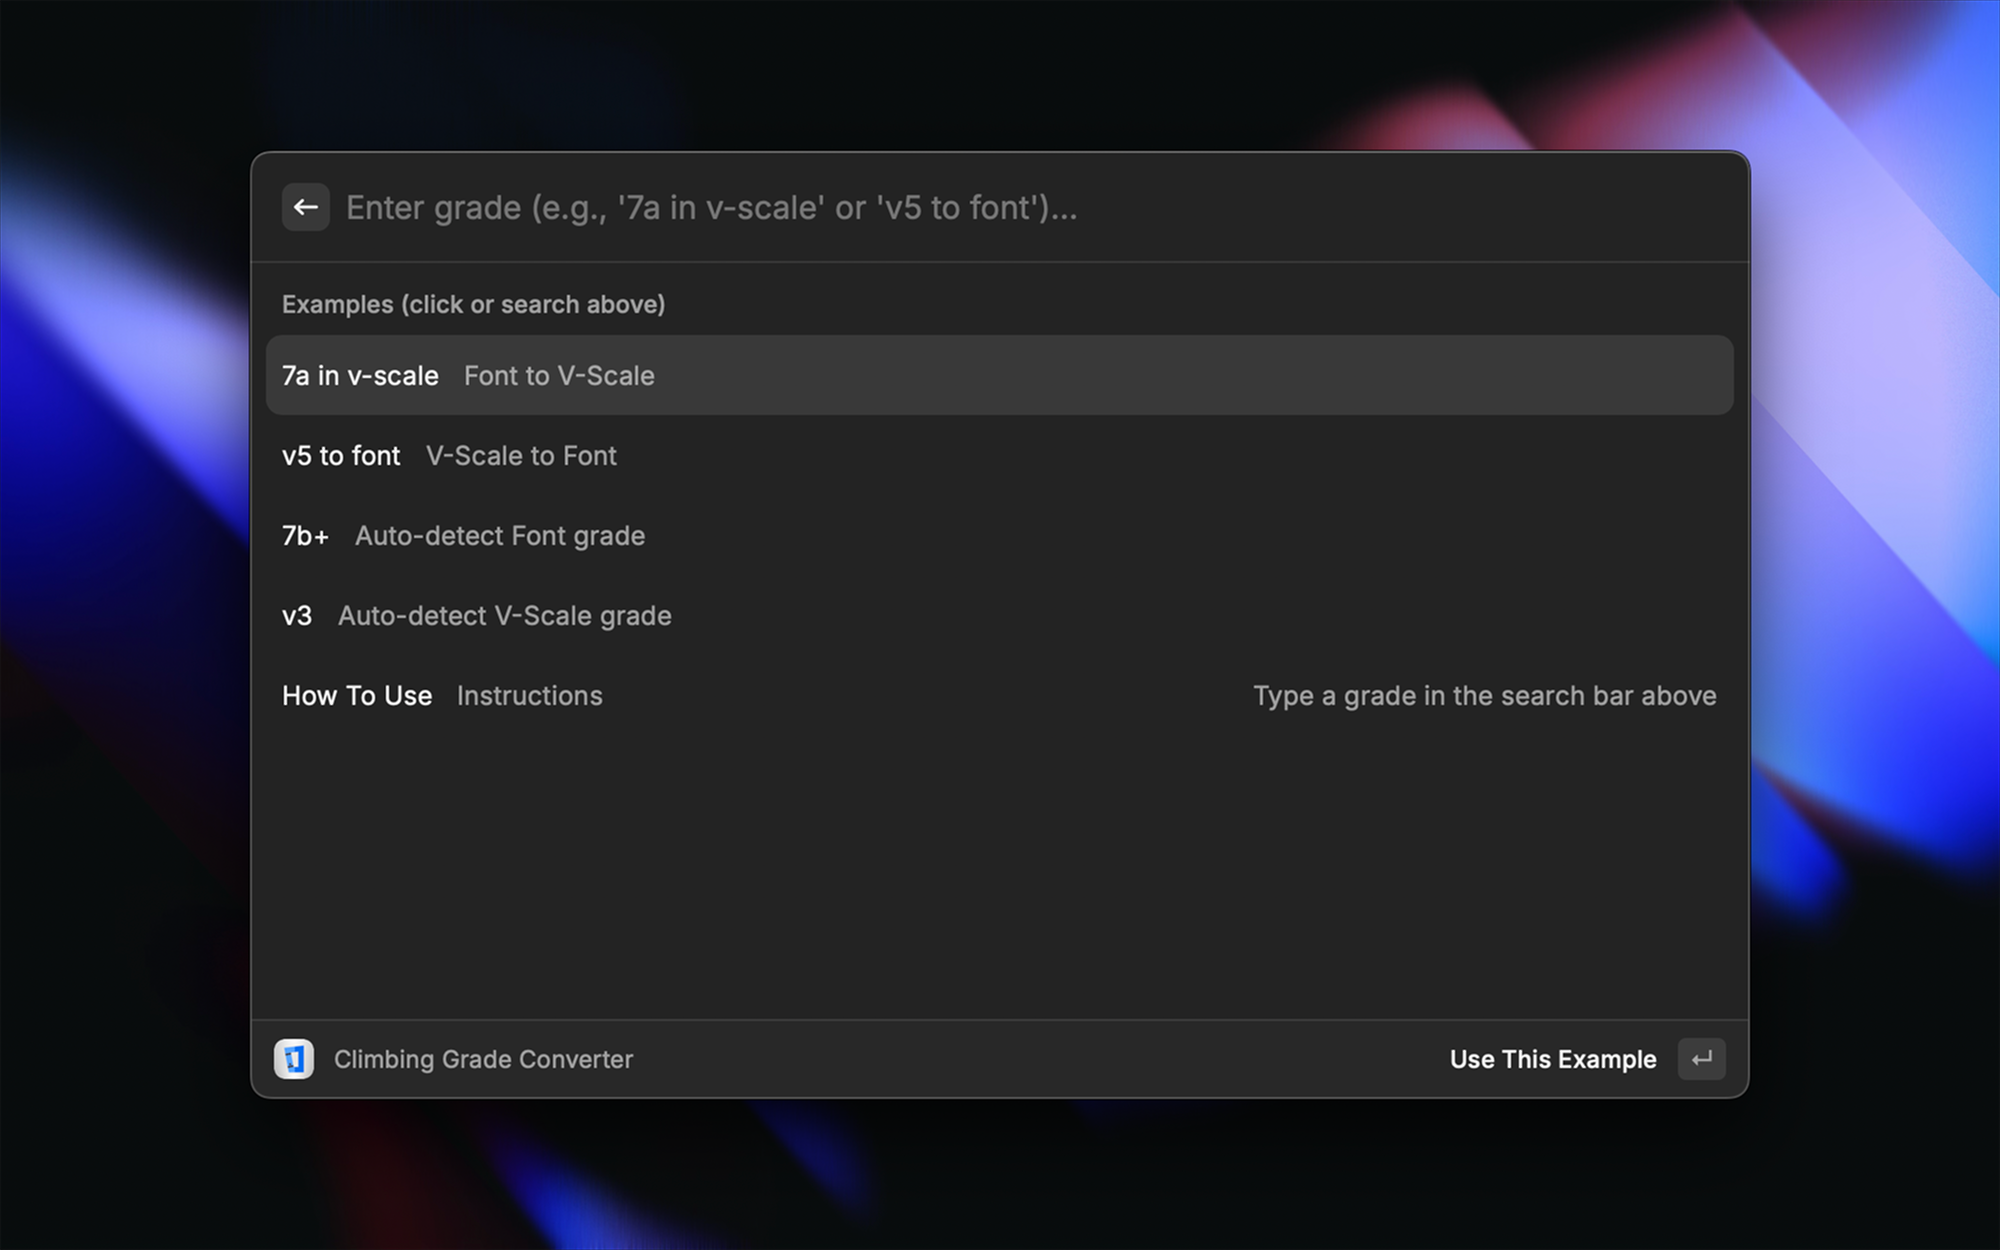 Enter grade (e.g., '7a in v-scale' or 'v5 to font')...
Examples (click or search above)
7a in v-scale Font to V-Scale
v5 to font V-Scale to Font
7b+ Auto-detect Font grade
v3 Auto-detect V-Scale grade
How To Use Instructions Type a grade in the search bar above
Climbing Grade Converter Use This Example